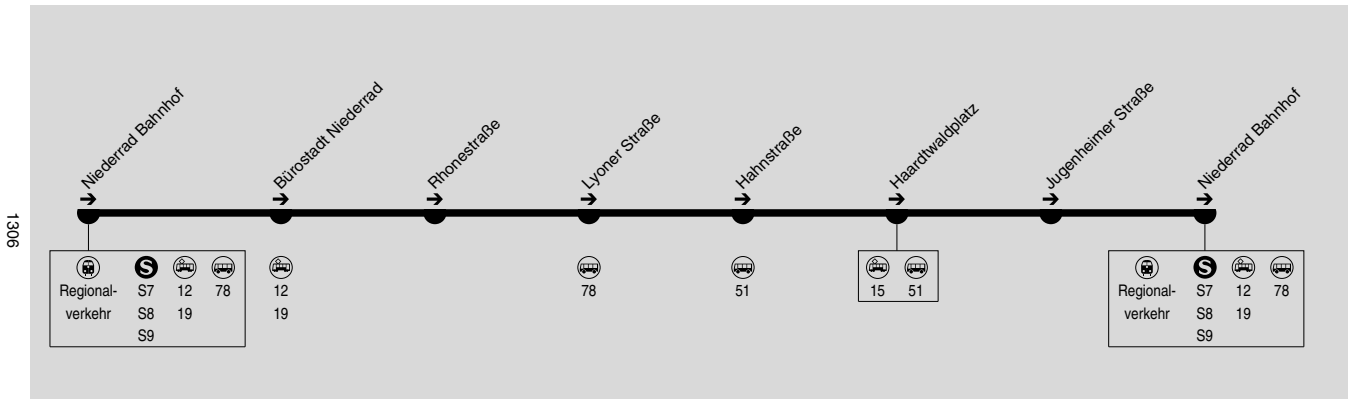 1306
Niederrad Bahnhof
Bürostadt Niederrad
Rhonestraße
Lyoner Straße
Hahnstraße
Haardtwaldplatz
Jugenheimer Straße
Niederrad Bahnhof
S
Regional- S7 12 78
verkehr S8 19
S9
12
19
78
51
15 51
S
Regional- S7 12 78
verkehr S8 19
S9